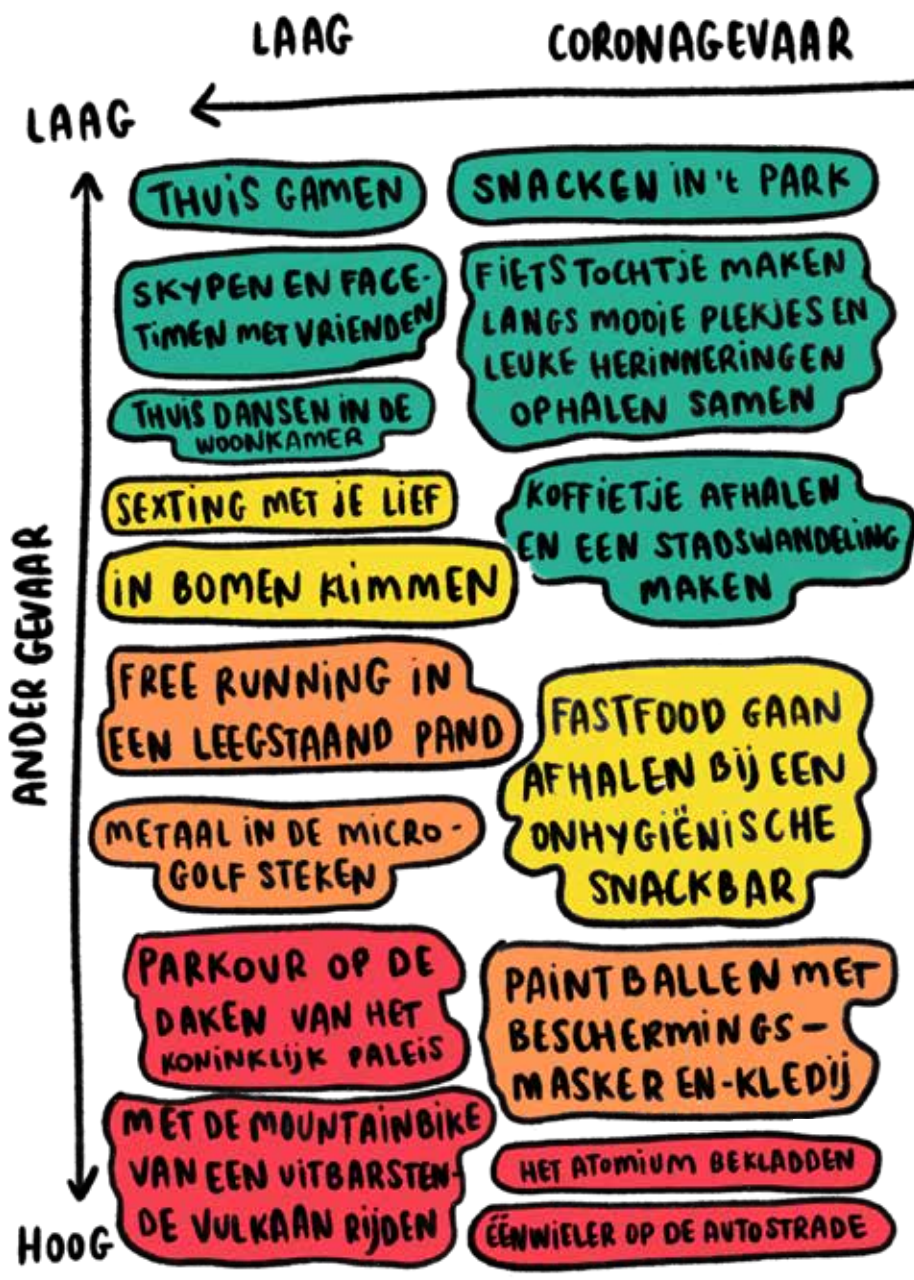 LAAG
CORONAGEVAAR
LAAG
ANDER GEVAAR
HOOG
THUIS GAMEN
SKYPEN EN FACE-
TIMEN MET VRIENDEN
THUIS DANSEN IN DE
WOONKAMER
SEXTING MET JE LIEF
IN BOMEN KLIMMEN
FREE RUNNING IN
EEN LEEGSTAAND PAND
METAAL IN DE MICRO-
GOLF STEKEN
PARKOUR OP DE
DAKEN VAN HET
KONINKLIJK PALEIS
MET DE MOUNTAINBIKE
VAN EEN UITBARSTEN-
DE VULKAAN RIJDEN
SNACKEN IN 't PARK
FIETSTOCHTJE MAKEN
LANGS MOOIE PLEKJES EN
LEUKE HERINNERINGEN
OPHALEN SAMEN
KOFFIETJE AFHALEN
EN EEN STADSWANDELING
MAKEN
FASTFOOD GAAN
AFHALEN BIJ EEN
ONHYGIËNISCHE
SNACKBAR
PAINTBALLEN MET
BESCHERMINGS-
MASKER EN-KLEDIJ
HET ATOMIUM BEKLADDEN
ÉÉNWIELER OP DE AUTOSTRADE